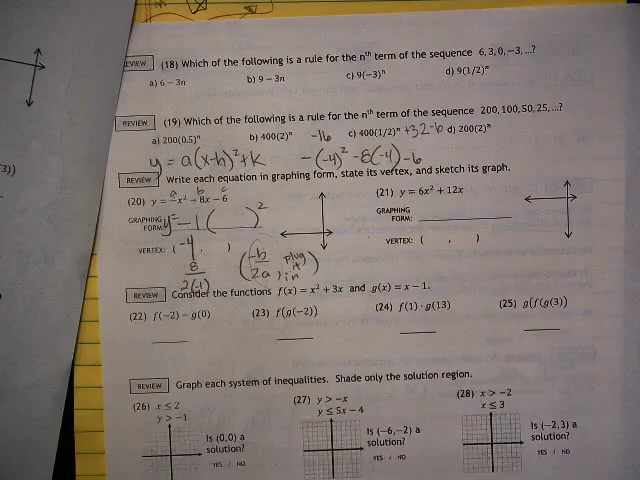 EVIEW (18) Which of the following is a rule for the nᵗʰ term of the sequence 6, 3, 0, −3, ...?
a) 6 − 3n b) 9 − 3n c) 9(−3)ⁿ d) 9(1/2)ⁿ
REVIEW (19) Which of the following is a rule for the nᵗʰ term of the sequence 200, 100, 50, 25, ...?
a) 200(0.5)ⁿ b) 400(2)ⁿ c) 400(1/2)ⁿ d) 200(2)ⁿ
-16 +32-6
y = a(x-h)²+k -(-4)² -8(-4)-6
3))
REVIEW Write each equation in graphing form, state its vertex, and sketch its graph.
a b c
(20) y = −x² − 8x − 6 (21) y = 6x² + 12x
GRAPHING FORM: y= -1( )² GRAPHING FORM:
VERTEX: ( -4 , ) VERTEX: ( , )
8
2(-1)
(-b
2a , plug it in)
REVIEW Consider the functions f(x) = x² + 3x and g(x) = x − 1.
(22) f(−2) − g(0) (23) f(g(−2)) (24) f(1) · g(13) (25) g(f(g(3))
REVIEW Graph each system of inequalities. Shade only the solution region.
(26) x ≤ 2 (27) y > −x (28) x > −2
y > −1 y ≤ 5x − 4 x ≤ 3
Is (0,0) a solution? Is (−6,−2) a solution? Is (−2,3) a solution?
YES / NO YES / NO YES / NO